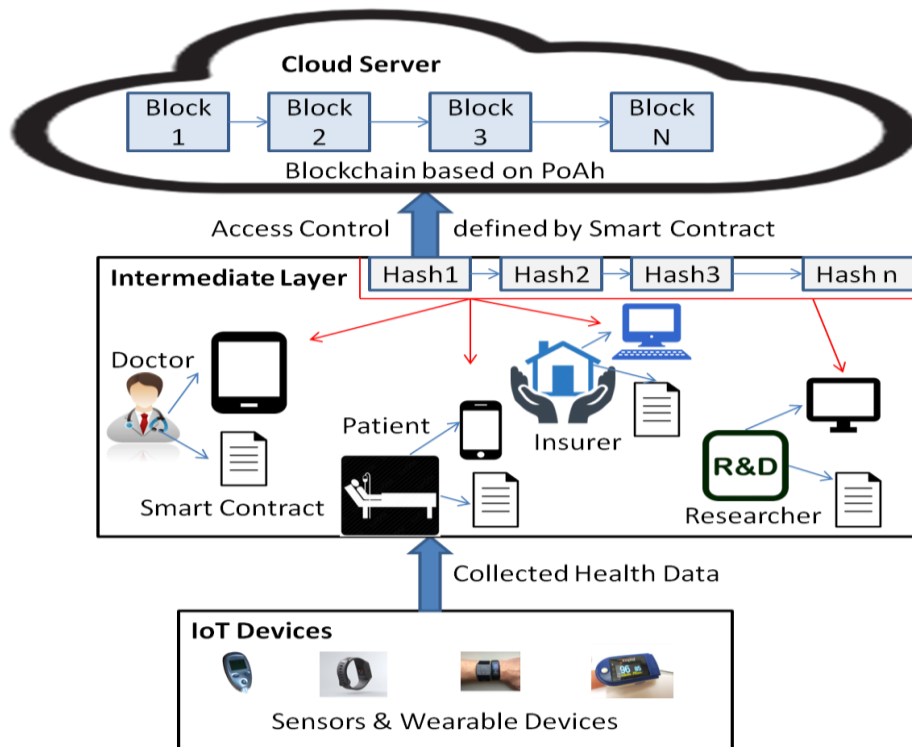 Cloud Server
Block 1
Block 2
Block 3
Block N
Blockchain based on PoAh
Access Control defined by Smart Contract
Intermediate Layer
Hash1
Hash2
Hash3
Hash n
Doctor
Patient
Insurer
R&D
Smart Contract
Researcher
Collected Health Data
IoT Devices
96
Sensors & Wearable Devices